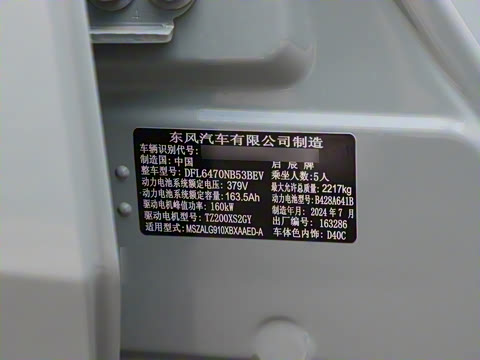 东风汽车有限公司制造
车辆识别代号:
制造国: 中国 启辰牌
整车型号: DFL6470NB53BEV 乘坐人数: 5人
动力电池系统额定电压: 379V 最大允许总质量: 2217kg
动力电池系统额定容量: 163.5Ah 动力电池型号: B428A641B
驱动电机峰值功率: 160kW 制造年月: 2024年7月
驱动电机型号: TZ200XS2GY 出厂编号: 163286
适用型号: MSZALG910XBXAAED-A 车体色内饰: D40C